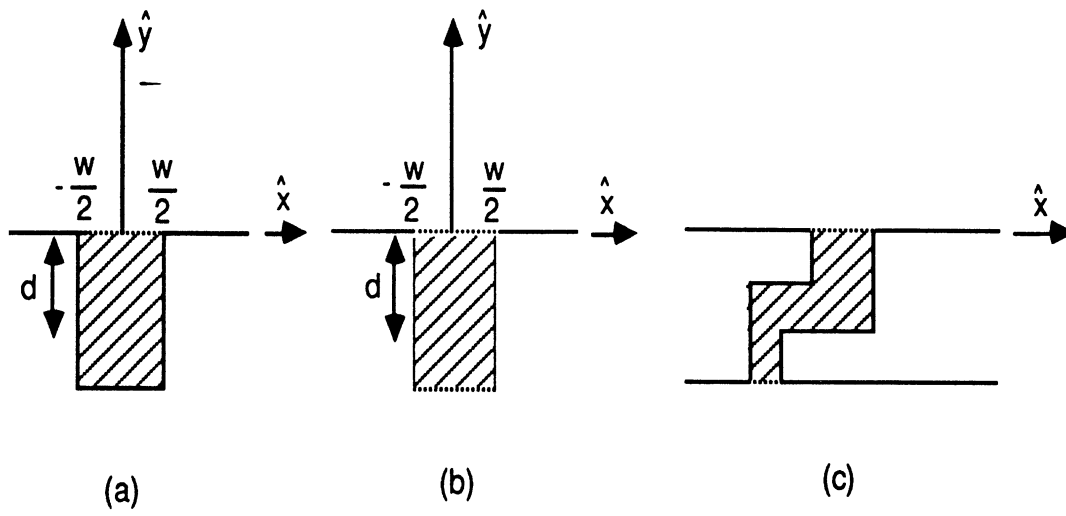 ŷ
ŷ
- w/2 w/2 x̂
- w/2 w/2 x̂
x̂
d
d
(a)
(b)
(c)